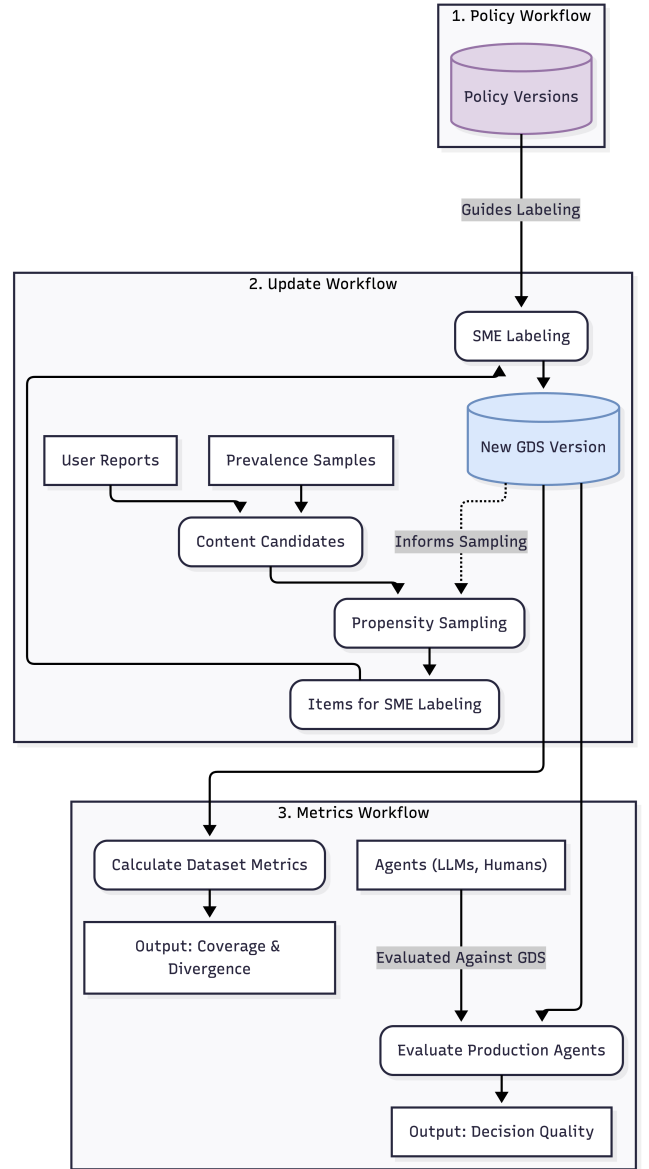 1. Policy Workflow
Policy Versions
Guides Labeling
2. Update Workflow
SME Labeling
New GDS Version
User Reports
Prevalence Samples
Content Candidates
Informs Sampling
Propensity Sampling
Items for SME Labeling
3. Metrics Workflow
Calculate Dataset Metrics
Agents (LLMs, Humans)
Output: Coverage &
Divergence
Evaluated Against GDS
Evaluate Production Agents
Output: Decision Quality